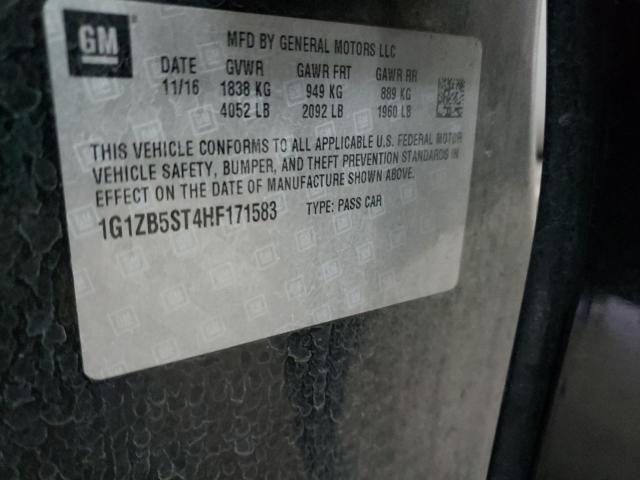 GM
MFD BY GENERAL MOTORS LLC
DATE GVWR GAWR FRT GAWR RR
11/16 1838 KG 949 KG 889 KG
4052 LB 2092 LB 1960 LB
THIS VEHICLE CONFORMS TO ALL APPLICABLE U.S. FEDERAL MOTOR
VEHICLE SAFETY, BUMPER, AND THEFT PREVENTION STANDARDS IN
EFFECT ON THE DATE OF MANUFACTURE SHOWN ABOVE.
1G1ZB5ST4HF171583 TYPE: PASS CAR